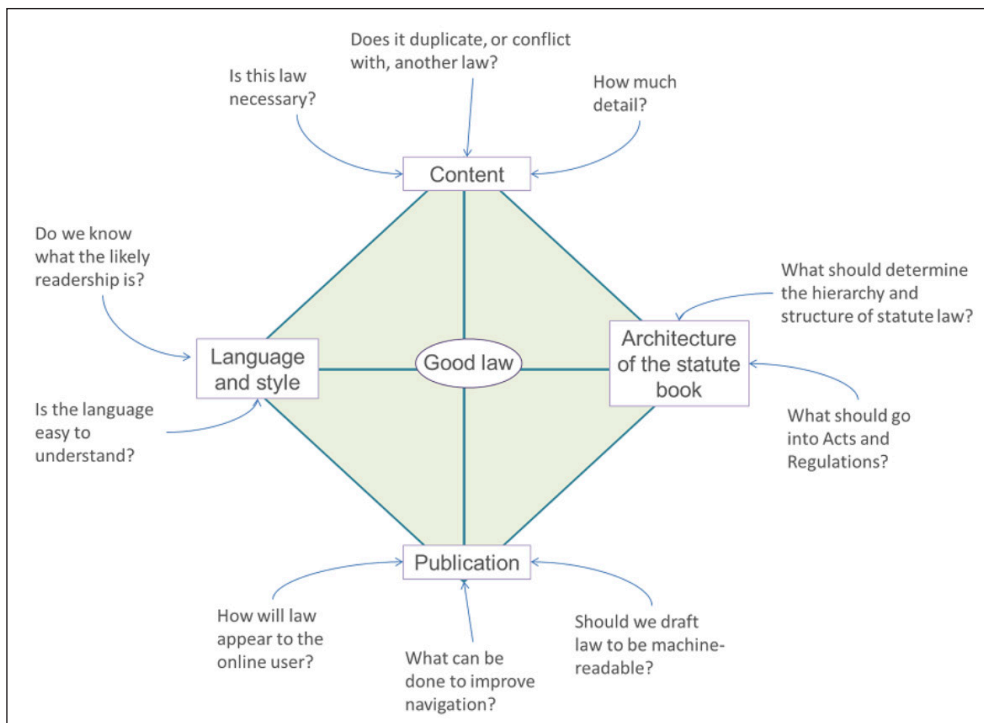 Does it duplicate, or conflict
with, another law?
Is this law
necessary?
How much
detail?
Content
Do we know
what the likely
readership is?
What should determine
the hierarchy and
structure of statute law?
Language
and style
Good law
Architecture
of the statute
book
Is the language
easy to
understand?
What should go
into Acts and
Regulations?
Publication
How will law
appear to the
online user?
What can be
done to improve
navigation?
Should we draft
law to be machine-
readable?